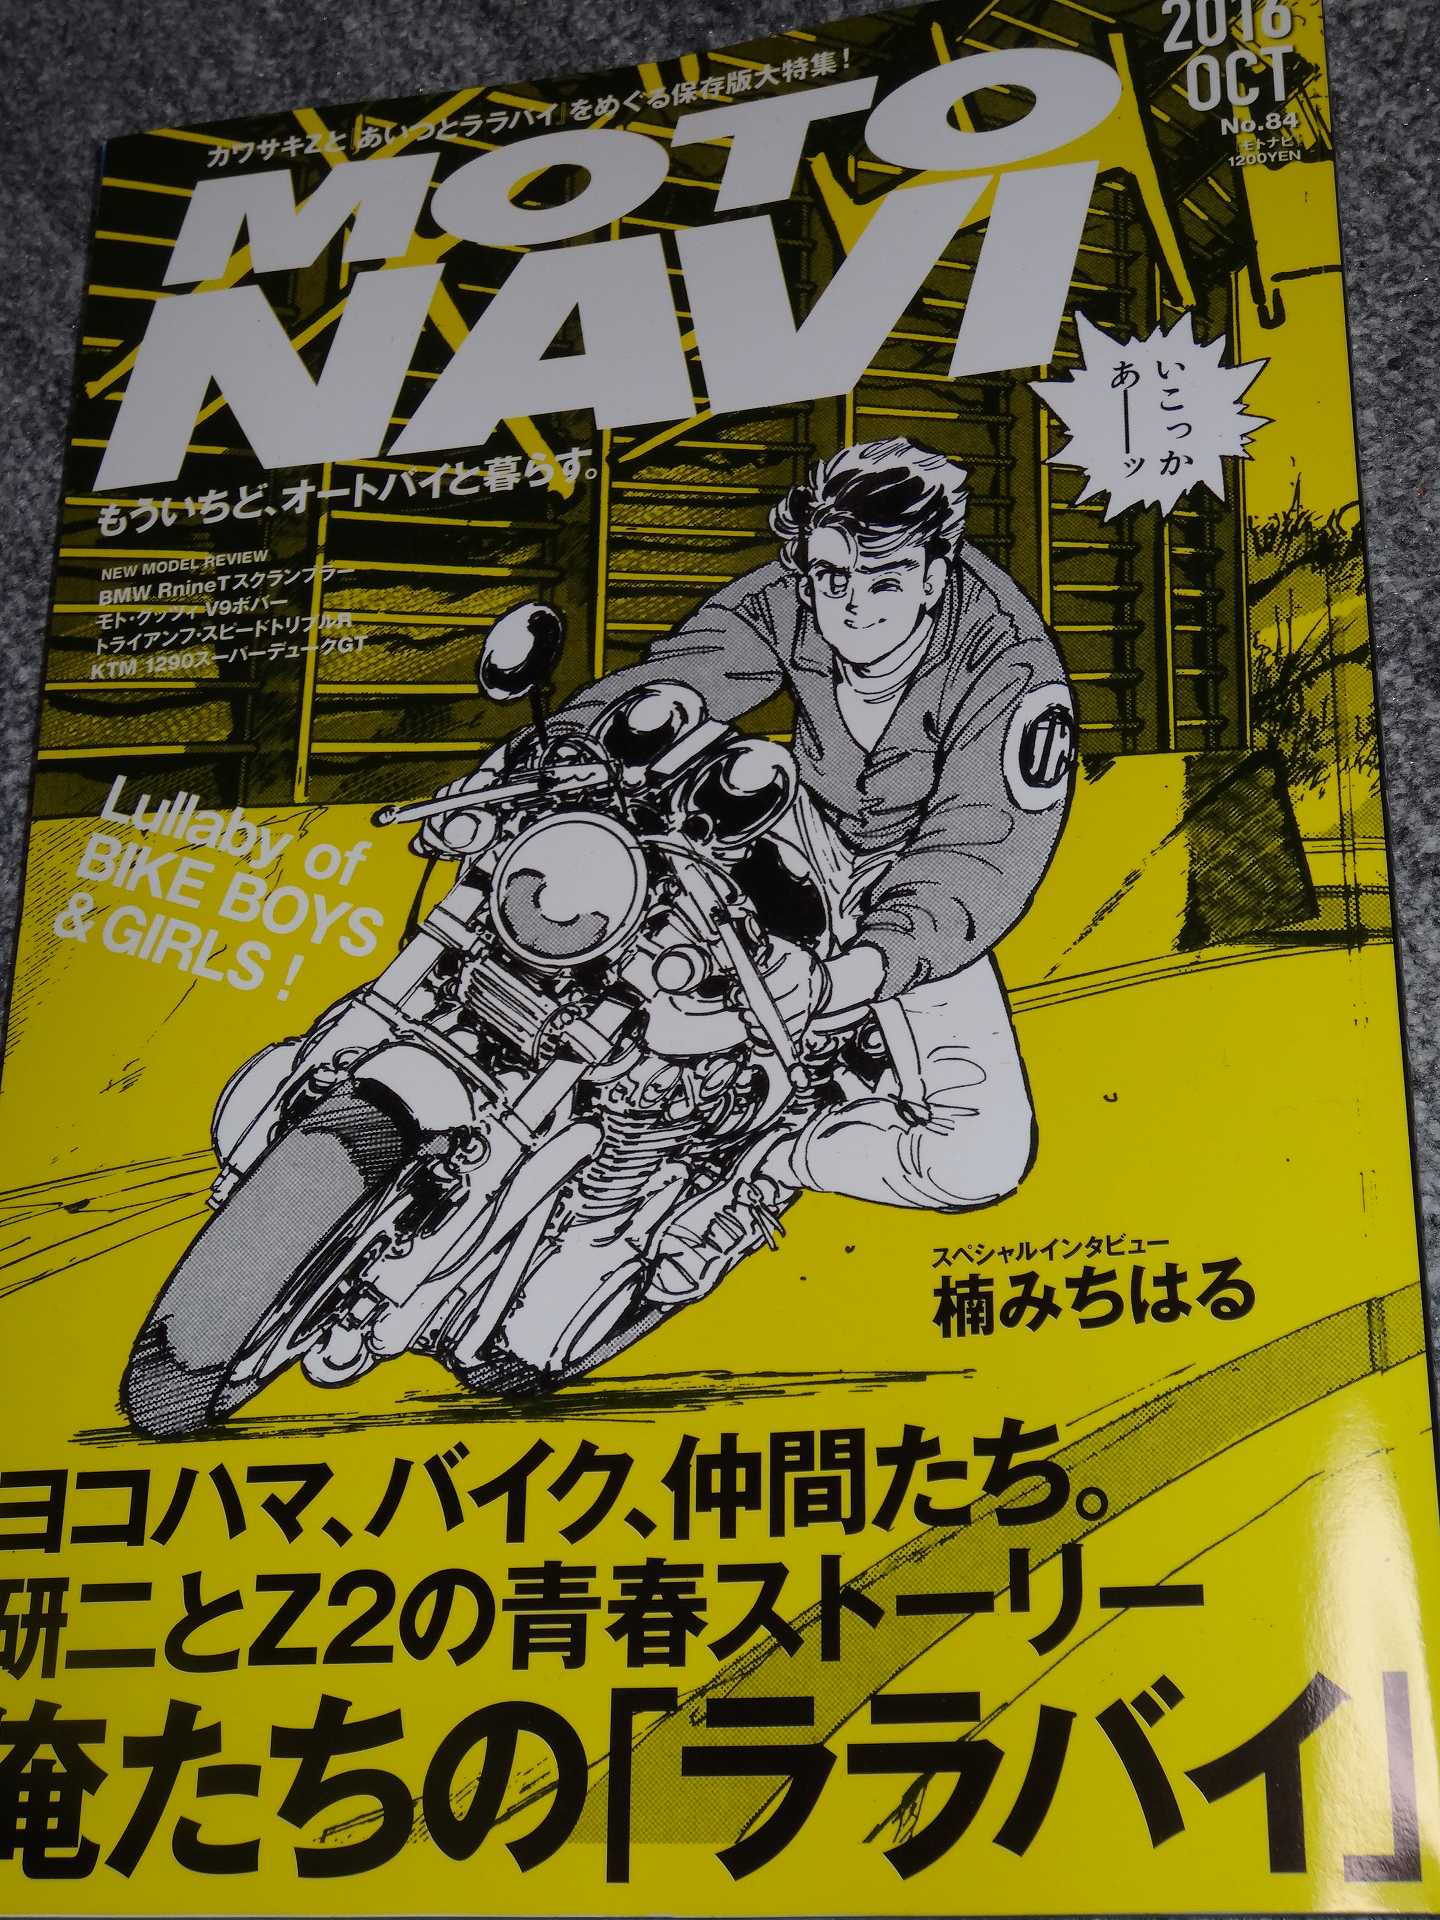 カワサキZと『あいつとララバイ』をめぐる保存版大特集!
2016
OCT
No.84
モトナビ
1200YEN
MOTO
NAVI
いこっか
あーッ
もういちど、オートバイと暮らす。
NEW MODEL REVIEW
BMW RnineTスクランブラー
モト・グッツィ V9ボバー
トライアンフ・スピードトリプルR
KTM 1290スーパーデュークGT
Lullaby of
BIKE BOYS
& GIRLS !
スペシャルインタビュー
楠みちはる
ヨコハマ、バイク、仲間たち。
研二とZ2の青春ストーリー
俺たちの「ララバイ」